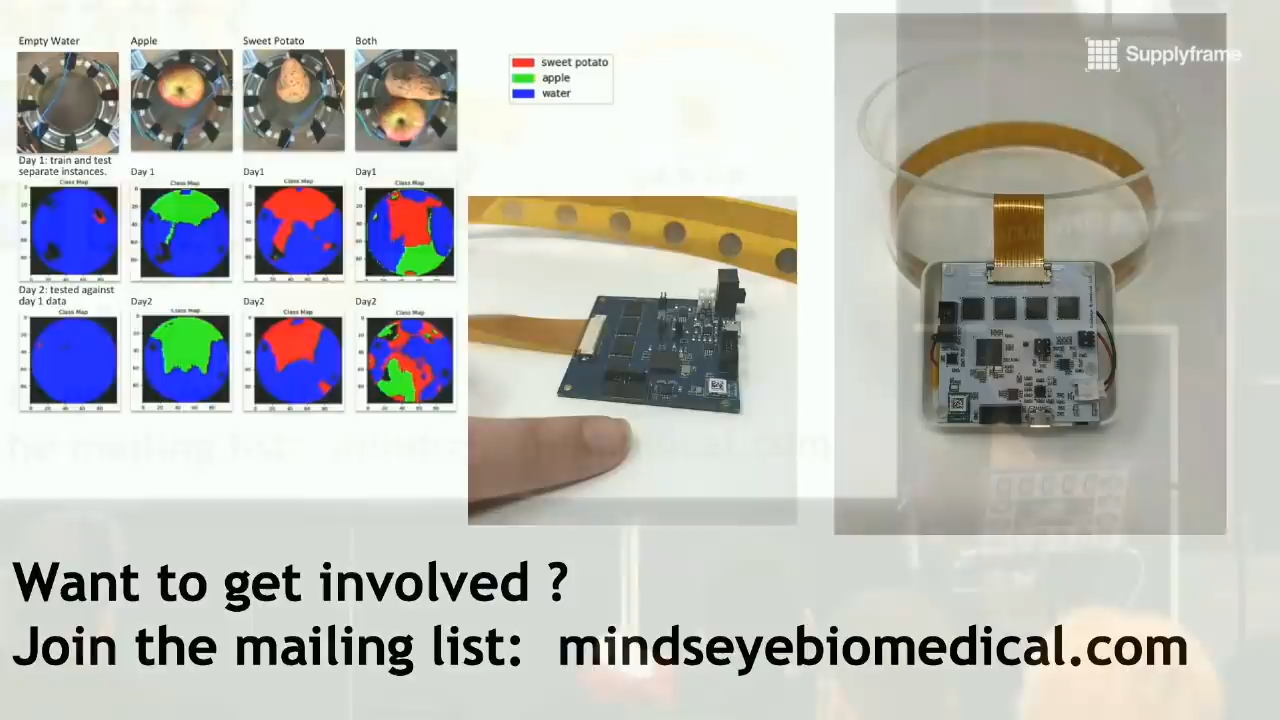 Empty Water
Apple
Sweet Potato
Both
sweet potato
apple
water
Supplyframe
Day 1: train and test
separate instances.
Day 1
Day1
Day1
Class Map
Class Map
Class Map
Class Map
Day 2: tested against
day 1 data
Day2
Day2
Day2
Class Map
Class Map
Class Map
Class Map
Want to get involved ?
Join the mailing list: mindseyebiomedical.com